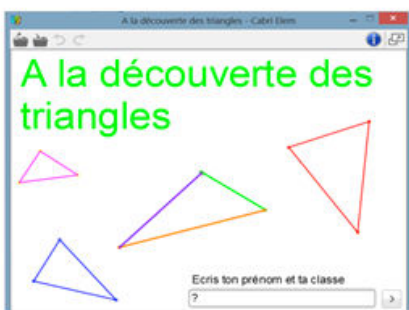 A la découverte des triangles - Cabri Elem
A la découverte des
triangles
Ecris ton prénom et ta classe
?